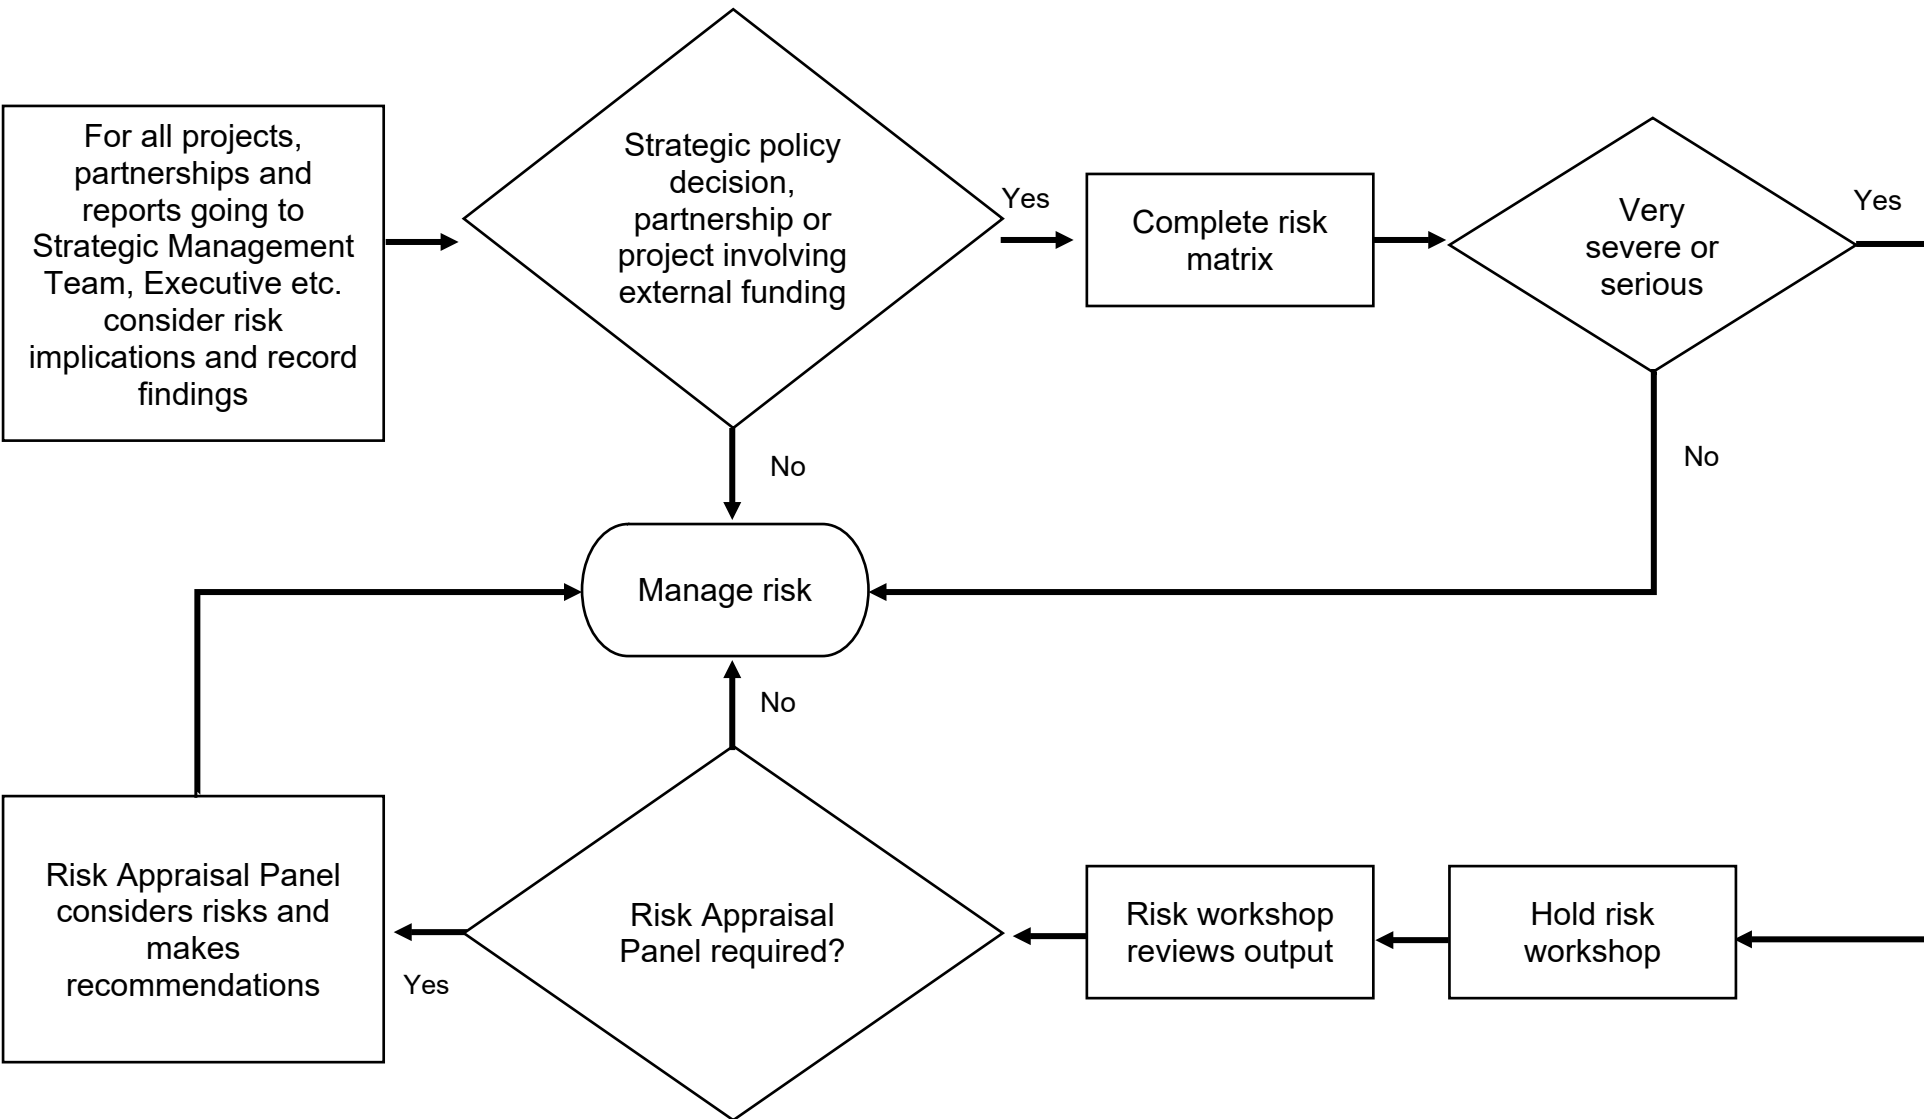 For all projects,
partnerships and
reports going to
Strategic Management
Team, Executive etc.
consider risk
implications and record
findings
Strategic policy
decision,
partnership or
project involving
external funding
Yes
Complete risk
matrix
Very
severe or
serious
Yes
No
No
Manage risk
No
Risk Appraisal Panel
considers risks and
makes
recommendations
Yes
Risk Appraisal
Panel required?
Risk workshop
reviews output
Hold risk
workshop